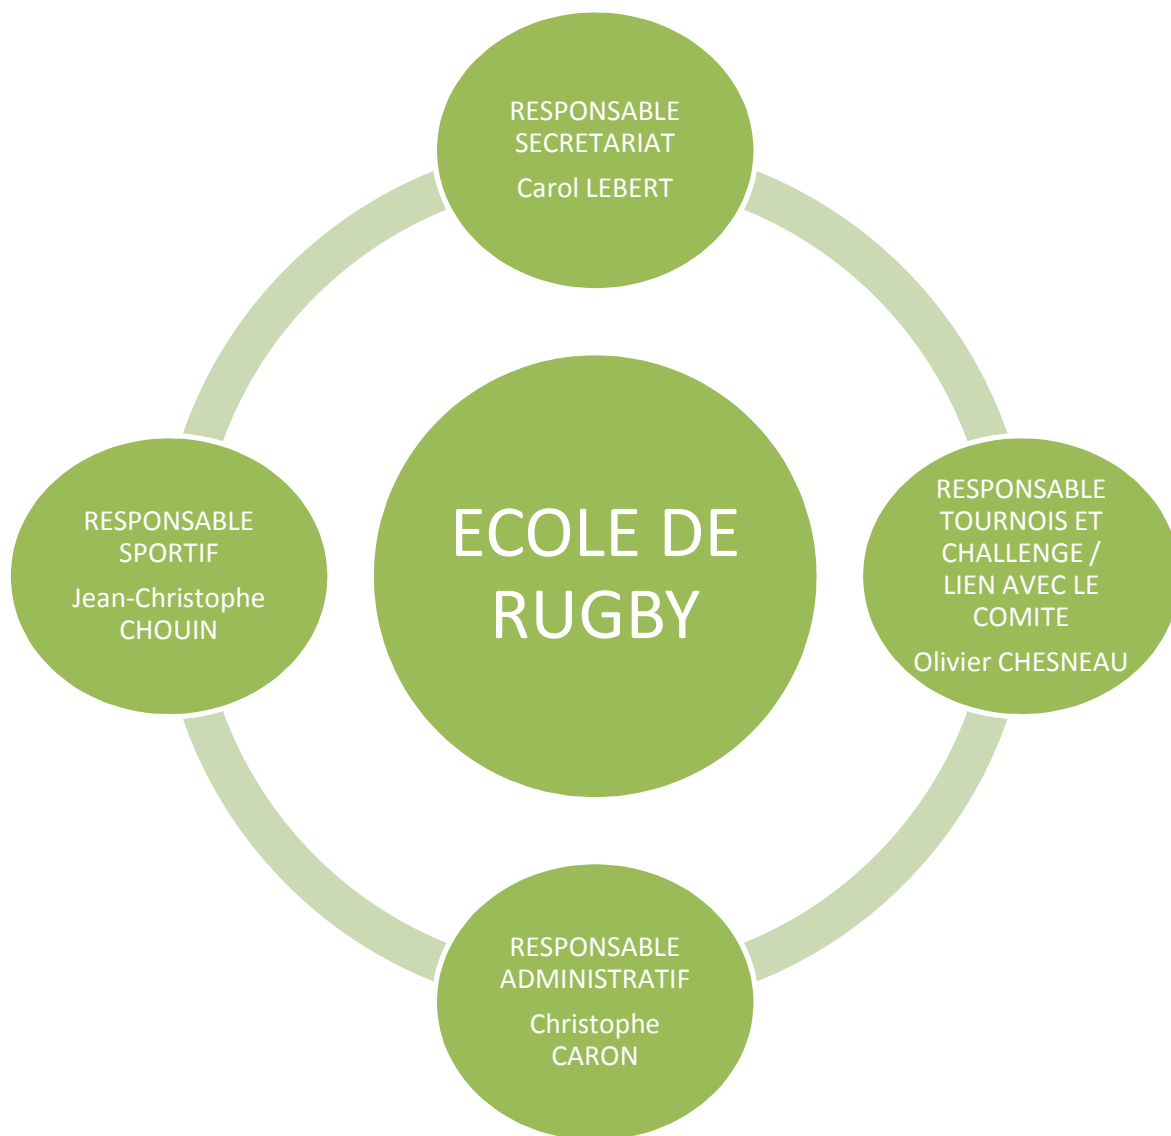 RESPONSABLE
SECRETARIAT
Carol LEBERT
RESPONSABLE
TOURNOIS ET
CHALLENGE /
LIEN AVEC LE
COMITE
Olivier CHESNEAU
RESPONSABLE
ADMINISTRATIF
Christophe
CARON
RESPONSABLE
SPORTIF
Jean-Christophe
CHOUIN
ECOLE DE
RUGBY